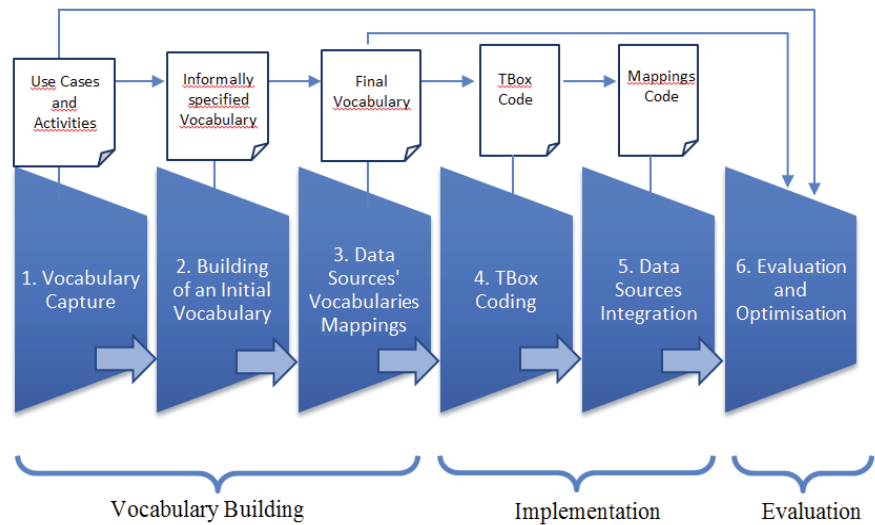 Use Cases
and
Activities
Informally
specified
Vocabulary
Final
Vocabulary
TBox
Code
Mappings
Code
1. Vocabulary
Capture
2. Building
of an Initial
Vocabulary
3. Data
Sources'
Vocabularies
Mappings
4. TBox
Coding
5. Data
Sources
Integration
6. Evaluation
and
Optimisation
Vocabulary Building
Implementation
Evaluation